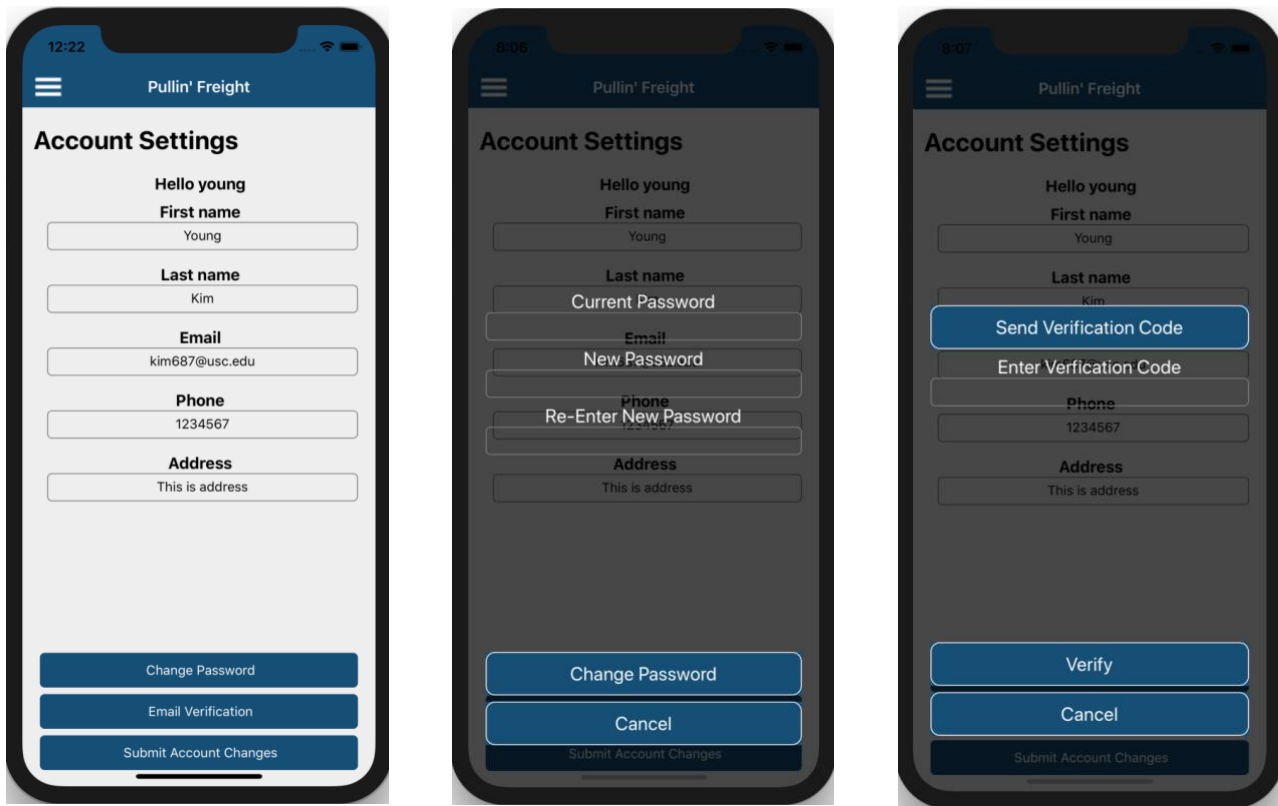 12:22
Pullin' Freight
Account Settings
Hello young
First name
Young
Last name
Kim
Email
kim687@usc.edu
Phone
1234567
Address
This is address
Change Password
Email Verification
Submit Account Changes
8:06
Pullin' Freight
Account Settings
Hello young
First name
Young
Last name
Current Password
Email
New Password
Phone
Re-Enter New Password
1234567
Address
This is address
Change Password
Cancel
Submit Account Changes
8:07
Pullin' Freight
Account Settings
Hello young
First name
Young
Last name
Kim
Send Verification Code
Enter Verfication Code
Phone
1234567
Address
This is address
Verify
Cancel
Submit Account Changes